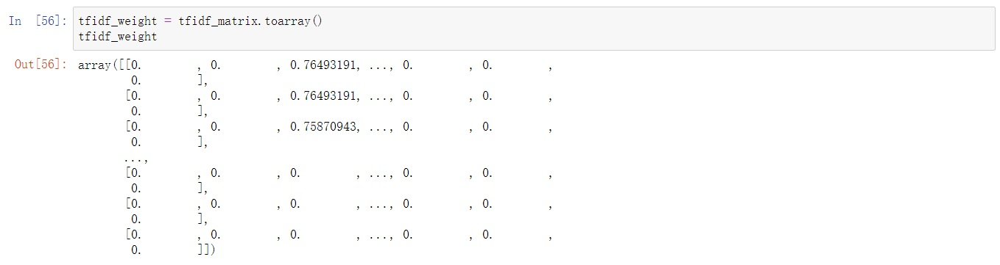 In [56]: tfidf_weight = tfidf_matrix.toarray()
tfidf_weight
Out[56]: array([[0.        , 0.        , 0.76493191, ..., 0.        , 0.        ,
        0.        ],
       [0.        , 0.        , 0.76493191, ..., 0.        , 0.        ,
        0.        ],
       [0.        , 0.        , 0.75870943, ..., 0.        , 0.        ,
        0.        ],
       ...,
       [0.        , 0.        , 0.        , ..., 0.        , 0.        ,
        0.        ],
       [0.        , 0.        , 0.        , ..., 0.        , 0.        ,
        0.        ],
       [0.        , 0.        , 0.        , ..., 0.        , 0.        ,
        0.        ]])